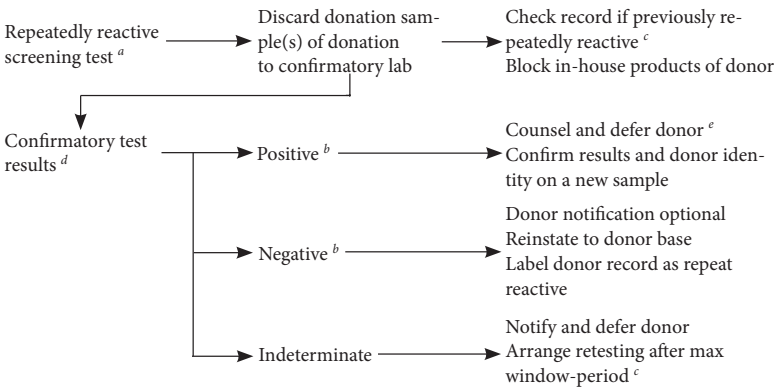 Repeatedly reactive
screening test a
Discard donation sam-
ple(s) of donation
to confirmatory lab
Check record if previously re-
peatedly reactive c
Block in-house products of donor
Confirmatory test
results d
Positive b
Counsel and defer donor e
Confirm results and donor iden-
tity on a new sample
Negative b
Donor notification optional
Reinstate to donor base
Label donor record as repeat
reactive
Indeterminate
Notify and defer donor
Arrange retesting after max
window-period c